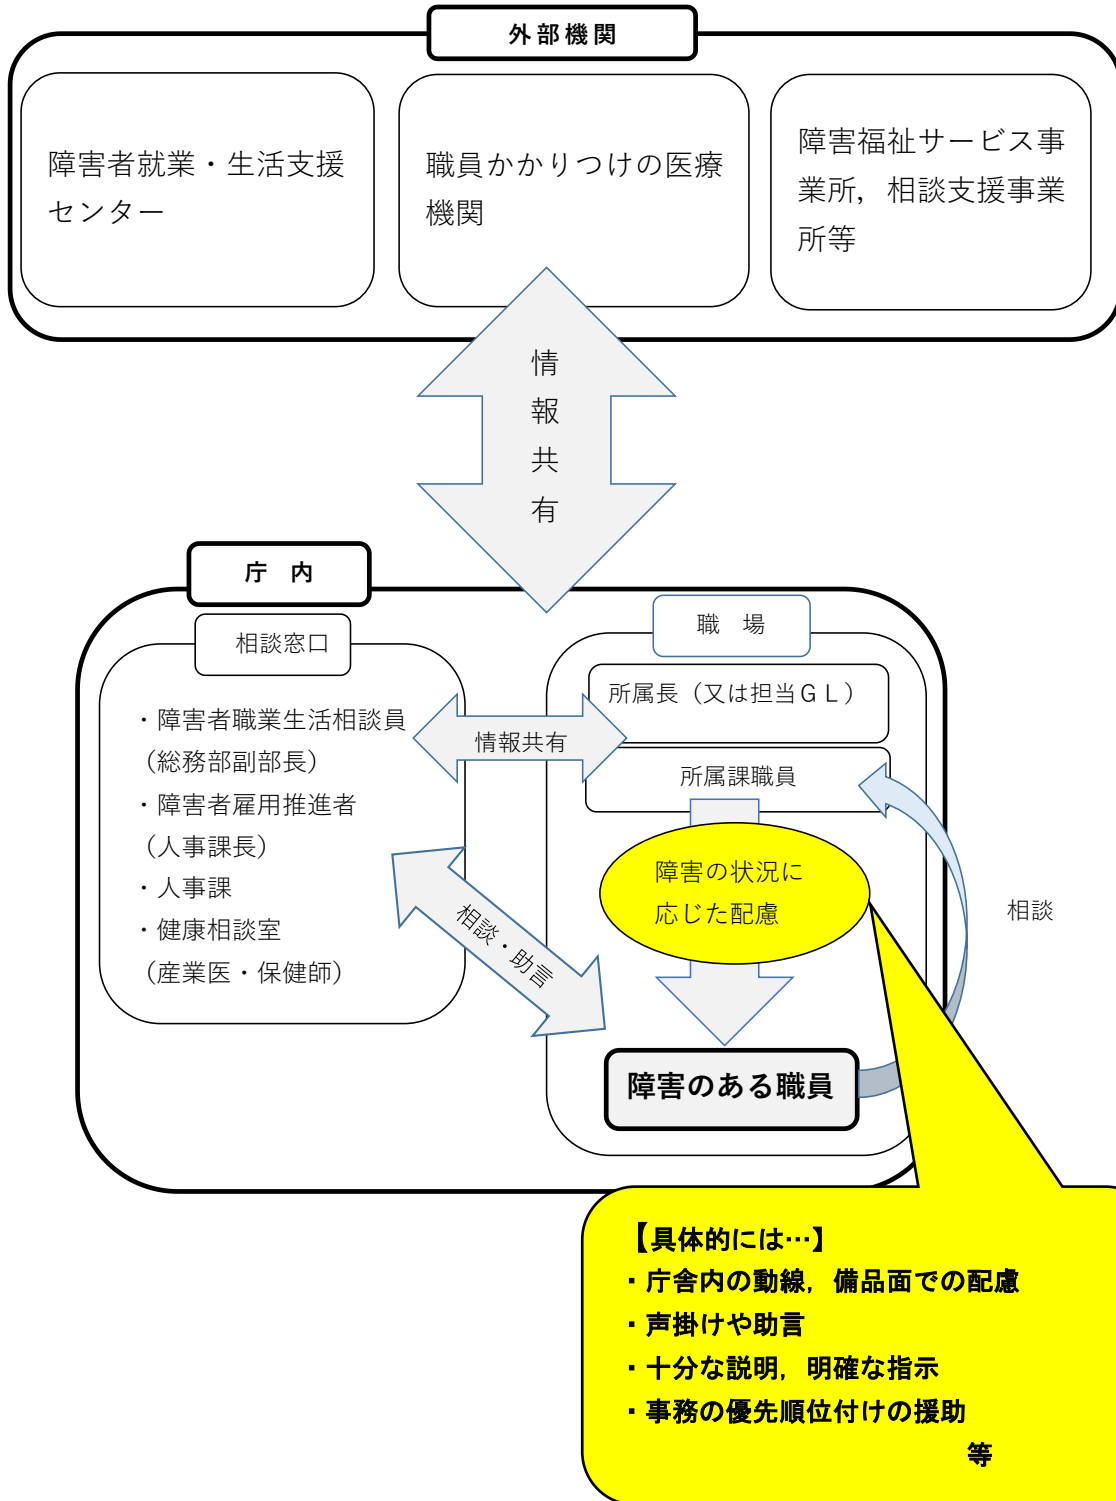 外部機関
障害者就業・生活支援
センター
職員かかりつけの医療
機関
障害福祉サービス事
業所，相談支援事業
所等
情
報
共
有
庁　内
相談窓口
・障害者職業生活相談員
（総務部副部長）
・障害者雇用推進者
（人事課長）
・人事課
・健康相談室
（産業医・保健師）
情報共有
相談・助言
職　場
所属長（又は担当ＧＬ）
所属課職員
障害の状況に
応じた配慮
相談
障害のある職員
【具体的には…】
・庁舎内の動線，備品面での配慮
・声掛けや助言
・十分な説明，明確な指示
・事務の優先順位付けの援助
等